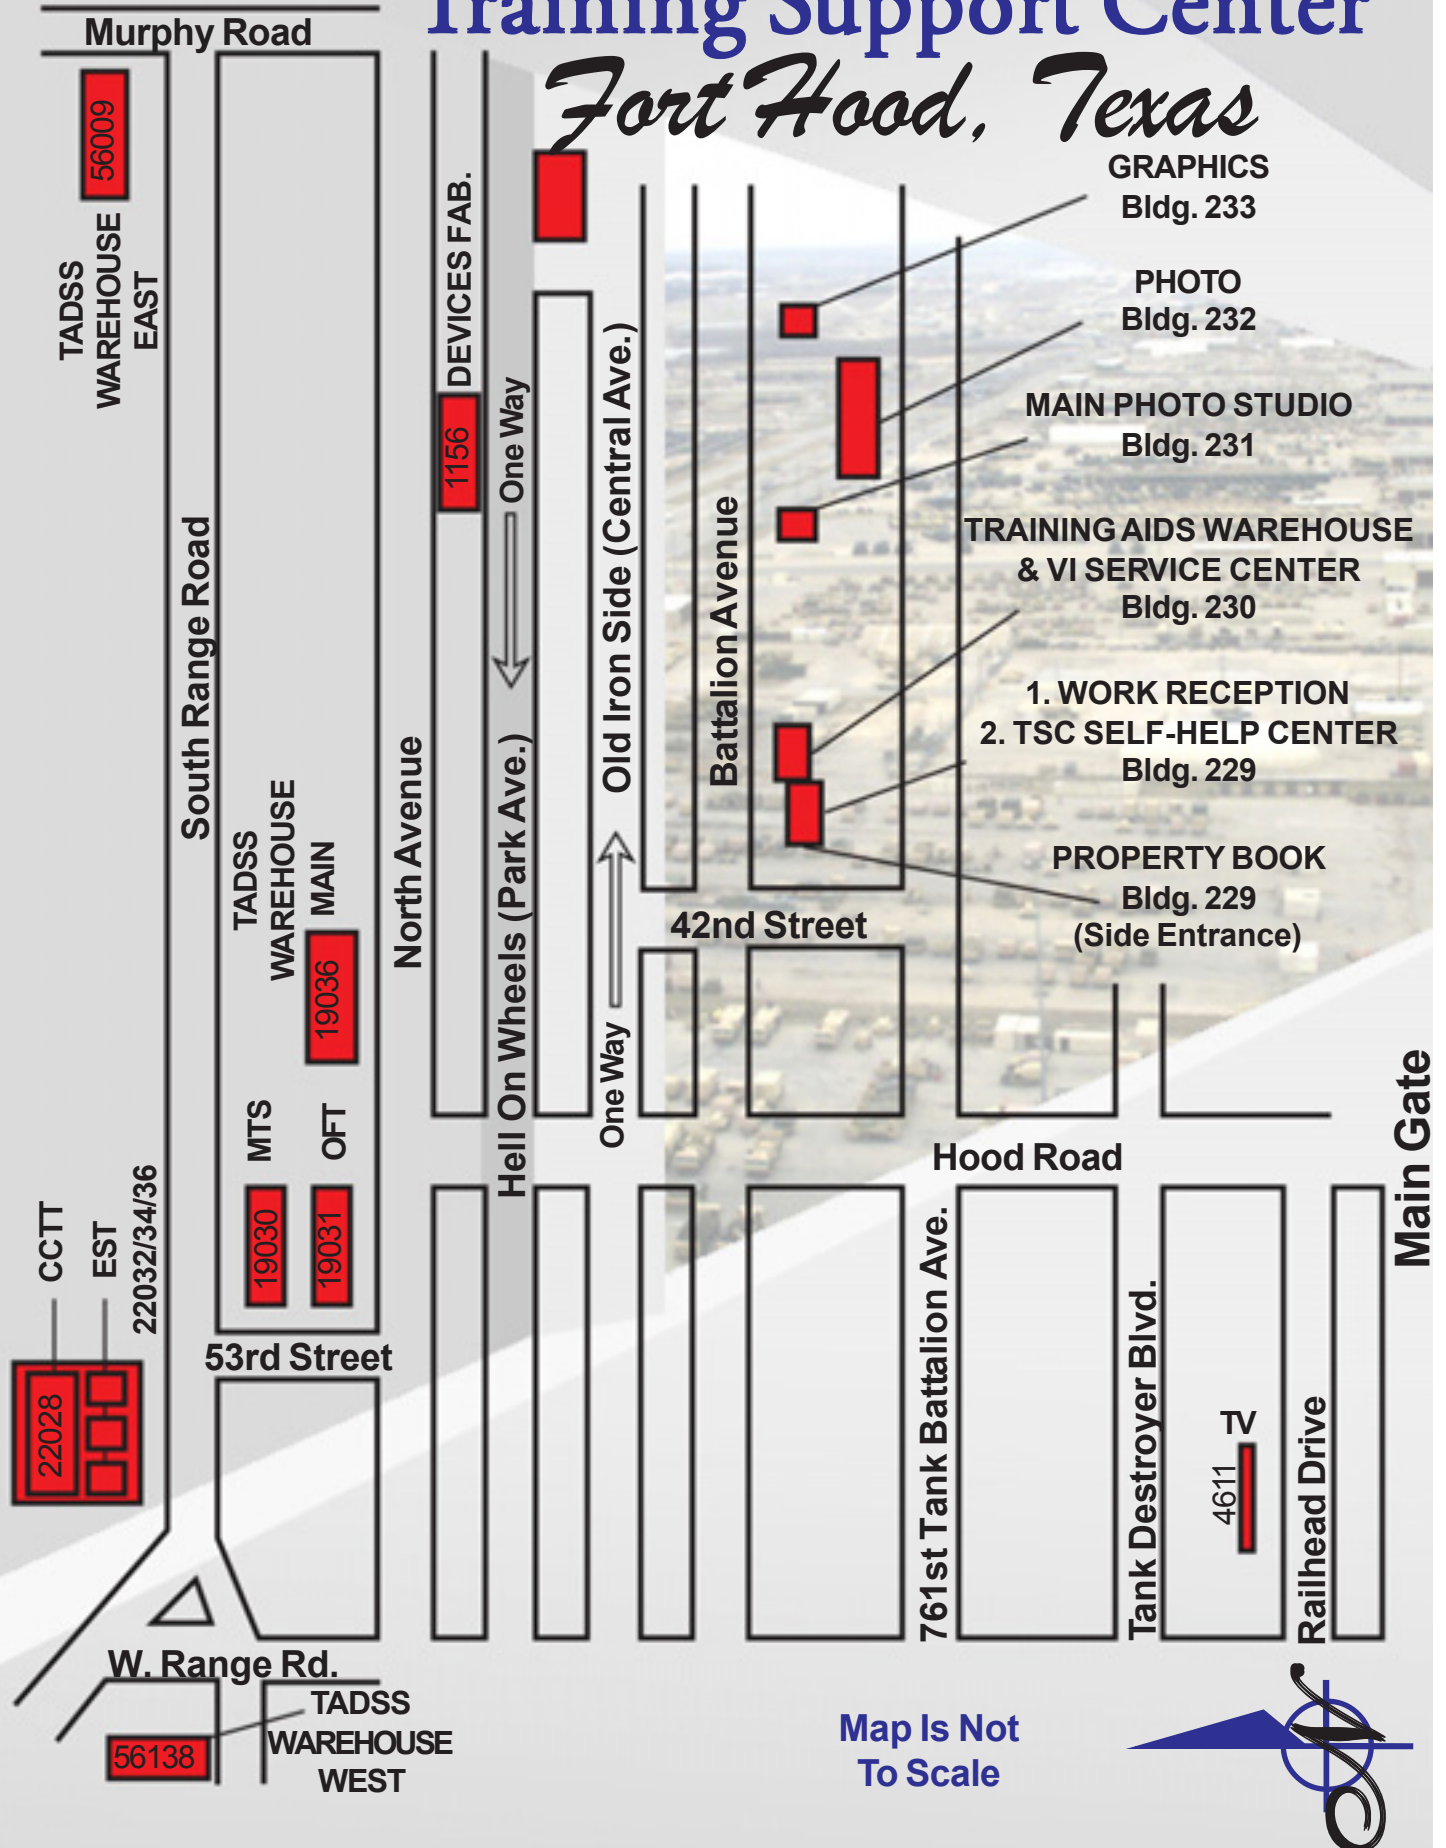 Training Support Center
Fort Hood, Texas
Murphy Road
56009
TADSS
WAREHOUSE
EAST
DEVICES FAB.
1156
One Way
GRAPHICS
Bldg. 233
PHOTO
Bldg. 232
MAIN PHOTO STUDIO
Bldg. 231
TRAINING AIDS WAREHOUSE
& VI SERVICE CENTER
Bldg. 230
1. WORK RECEPTION
2. TSC SELF-HELP CENTER
Bldg. 229
PROPERTY BOOK
Bldg. 229
(Side Entrance)
South Range Road
North Avenue
Hell On Wheels (Park Ave.)
Old Iron Side (Central Ave.)
Battalion Avenue
42nd Street
One Way
TADSS
WAREHOUSE
MAIN
19036
MTS
19030
OFT
19031
CCTT
EST
22032/34/36
22028
53rd Street
Hood Road
Main Gate
761st Tank Battalion Ave.
Tank Destroyer Blvd.
TV
4611
Railhead Drive
W. Range Rd.
TADSS
WAREHOUSE
WEST
56138
Map Is Not
To Scale